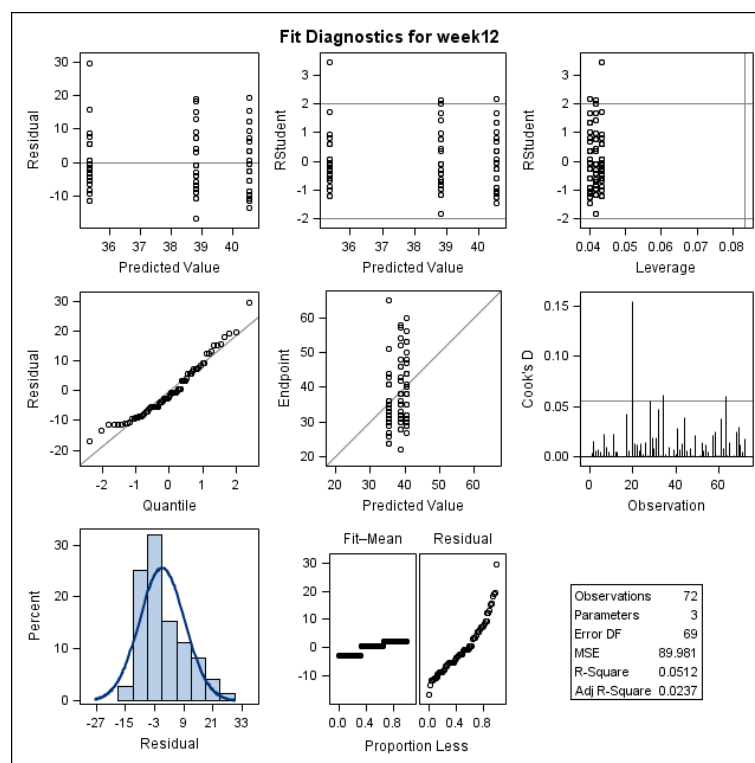 Fit Diagnostics for week12
30
20
10
0
-10
Residual
36 37 38 39 40
Predicted Value
3
2
1
0
-1
-2
RStudent
36 37 38 39 40
Predicted Value
3
2
1
0
-1
-2
RStudent
0.04 0.05 0.06 0.07 0.08
Leverage
30
20
10
0
-10
-20
Residual
-2 -1 0 1 2
Quantile
60
50
40
30
20
Endpoint
20 30 40 50 60
Predicted Value
0.15
0.10
0.05
0.00
Cook's D
0 20 40 60
Observation
30
20
10
0
Percent
-27 -15 -3 9 21 33
Residual
Fit–Mean Residual
30
20
10
0
-10
0.0 0.4 0.8 0.0 0.4 0.8
Proportion Less
Observations 72
Parameters 3
Error DF 69
MSE 89.981
R-Square 0.0512
Adj R-Square 0.0237